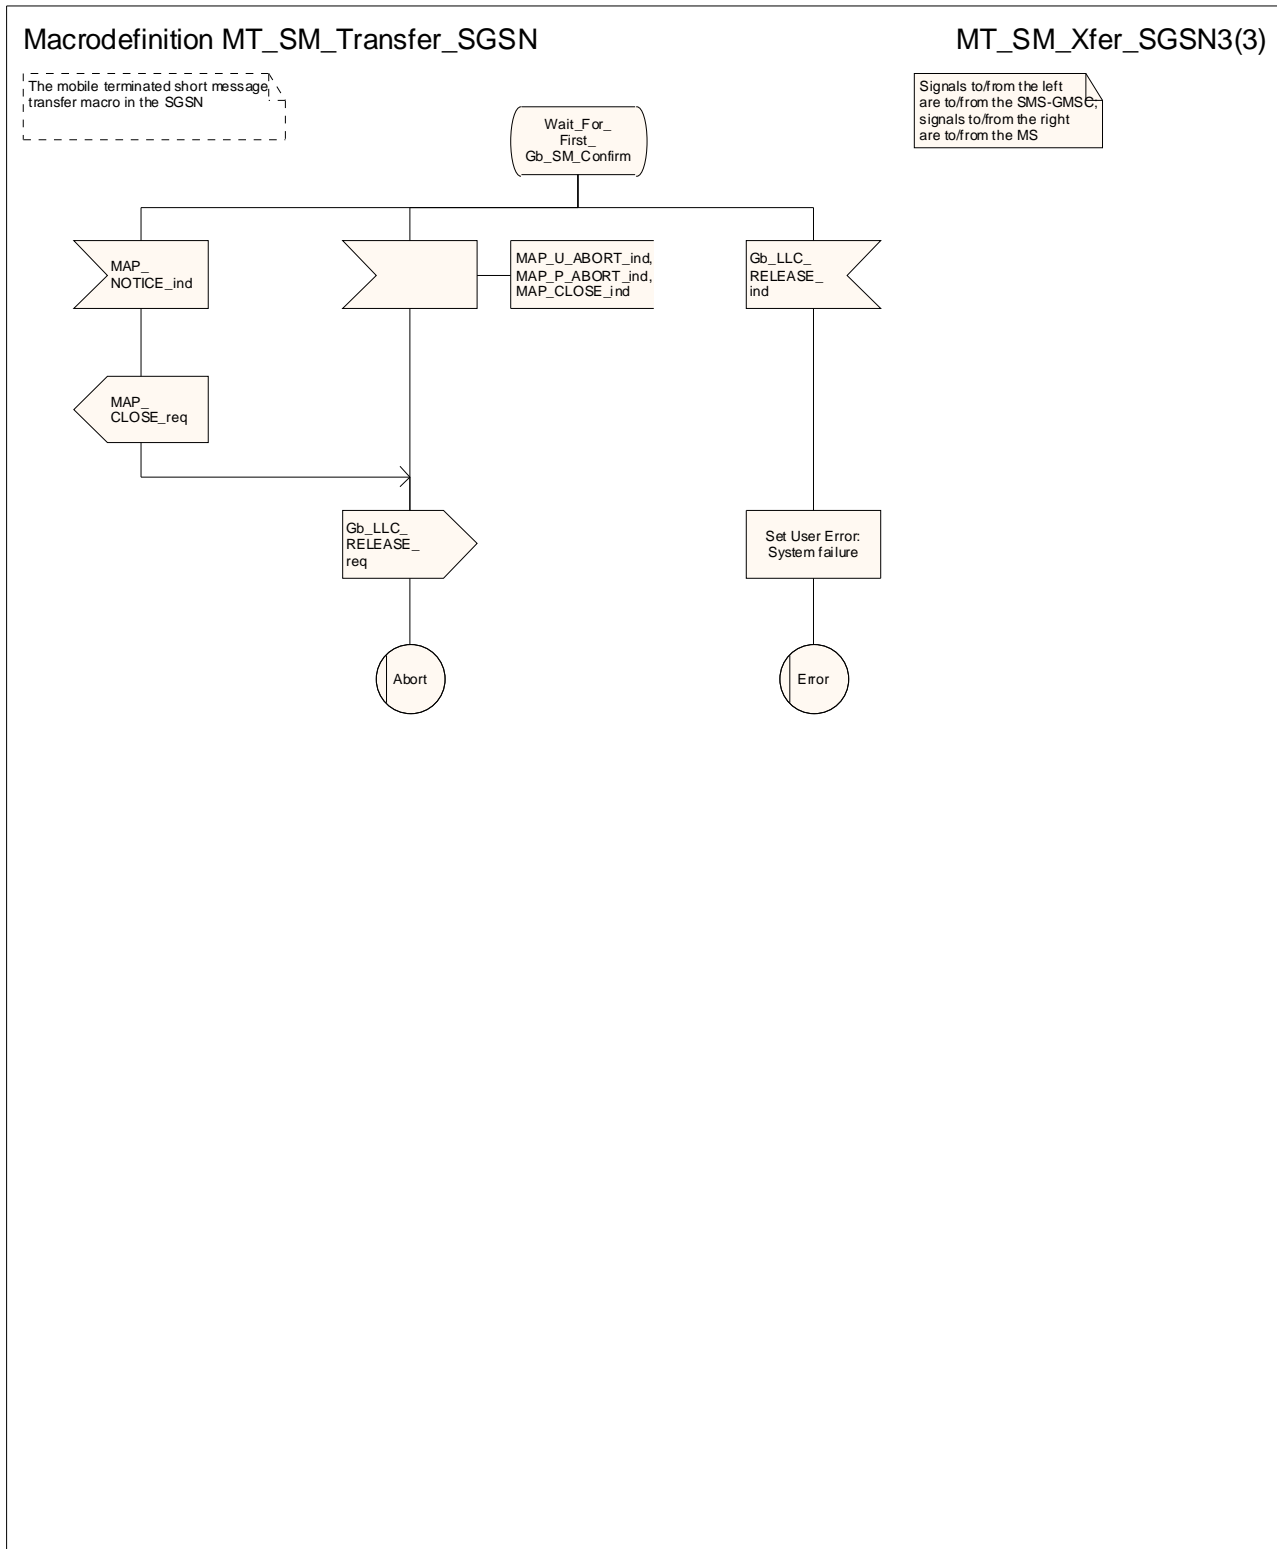 Macrodefinition MT_SM_Transfer_SGSN
MT_SM_Xfer_SGSN3(3)
The mobile terminated short message
transfer macro in the SGSN
Signals to/from the left
are to/from the SMS-GMSC;
signals to/from the right
are to/from the MS
Wait_For_
First_
Gb_SM_Confirm
MAP_
NOTICE_ind
MAP_U_ABORT_ind,
MAP_P_ABORT_ind,
MAP_CLOSE_ind
Gb_LLC_
RELEASE_
ind
MAP_
CLOSE_req
Gb_LLC_
RELEASE_
req
Set User Error:
System failure
Abort
Error